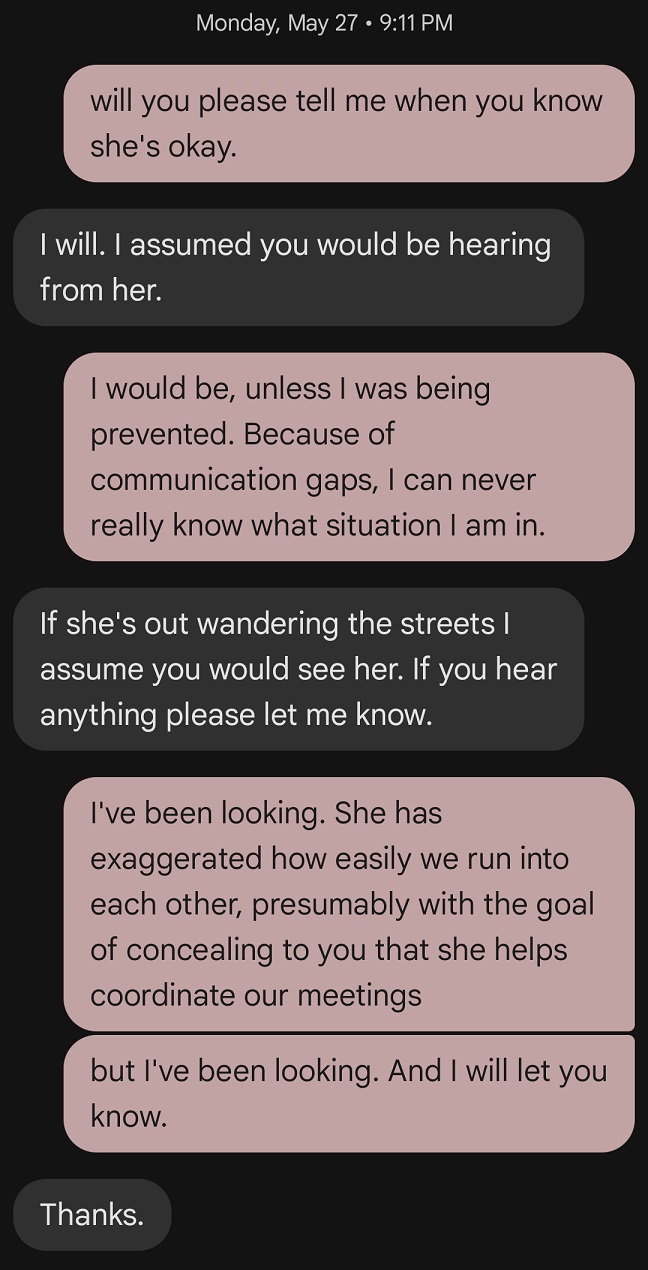 Monday, May 27 • 9:11 PM
will you please tell me when you know
she's okay.
I will. I assumed you would be hearing
from her.
I would be, unless I was being
prevented. Because of
communication gaps, I can never
really know what situation I am in.
If she's out wandering the streets I
assume you would see her. If you hear
anything please let me know.
I've been looking. She has
exaggerated how easily we run into
each other, presumably with the goal
of concealing to you that she helps
coordinate our meetings
but I've been looking. And I will let you
know.
Thanks.